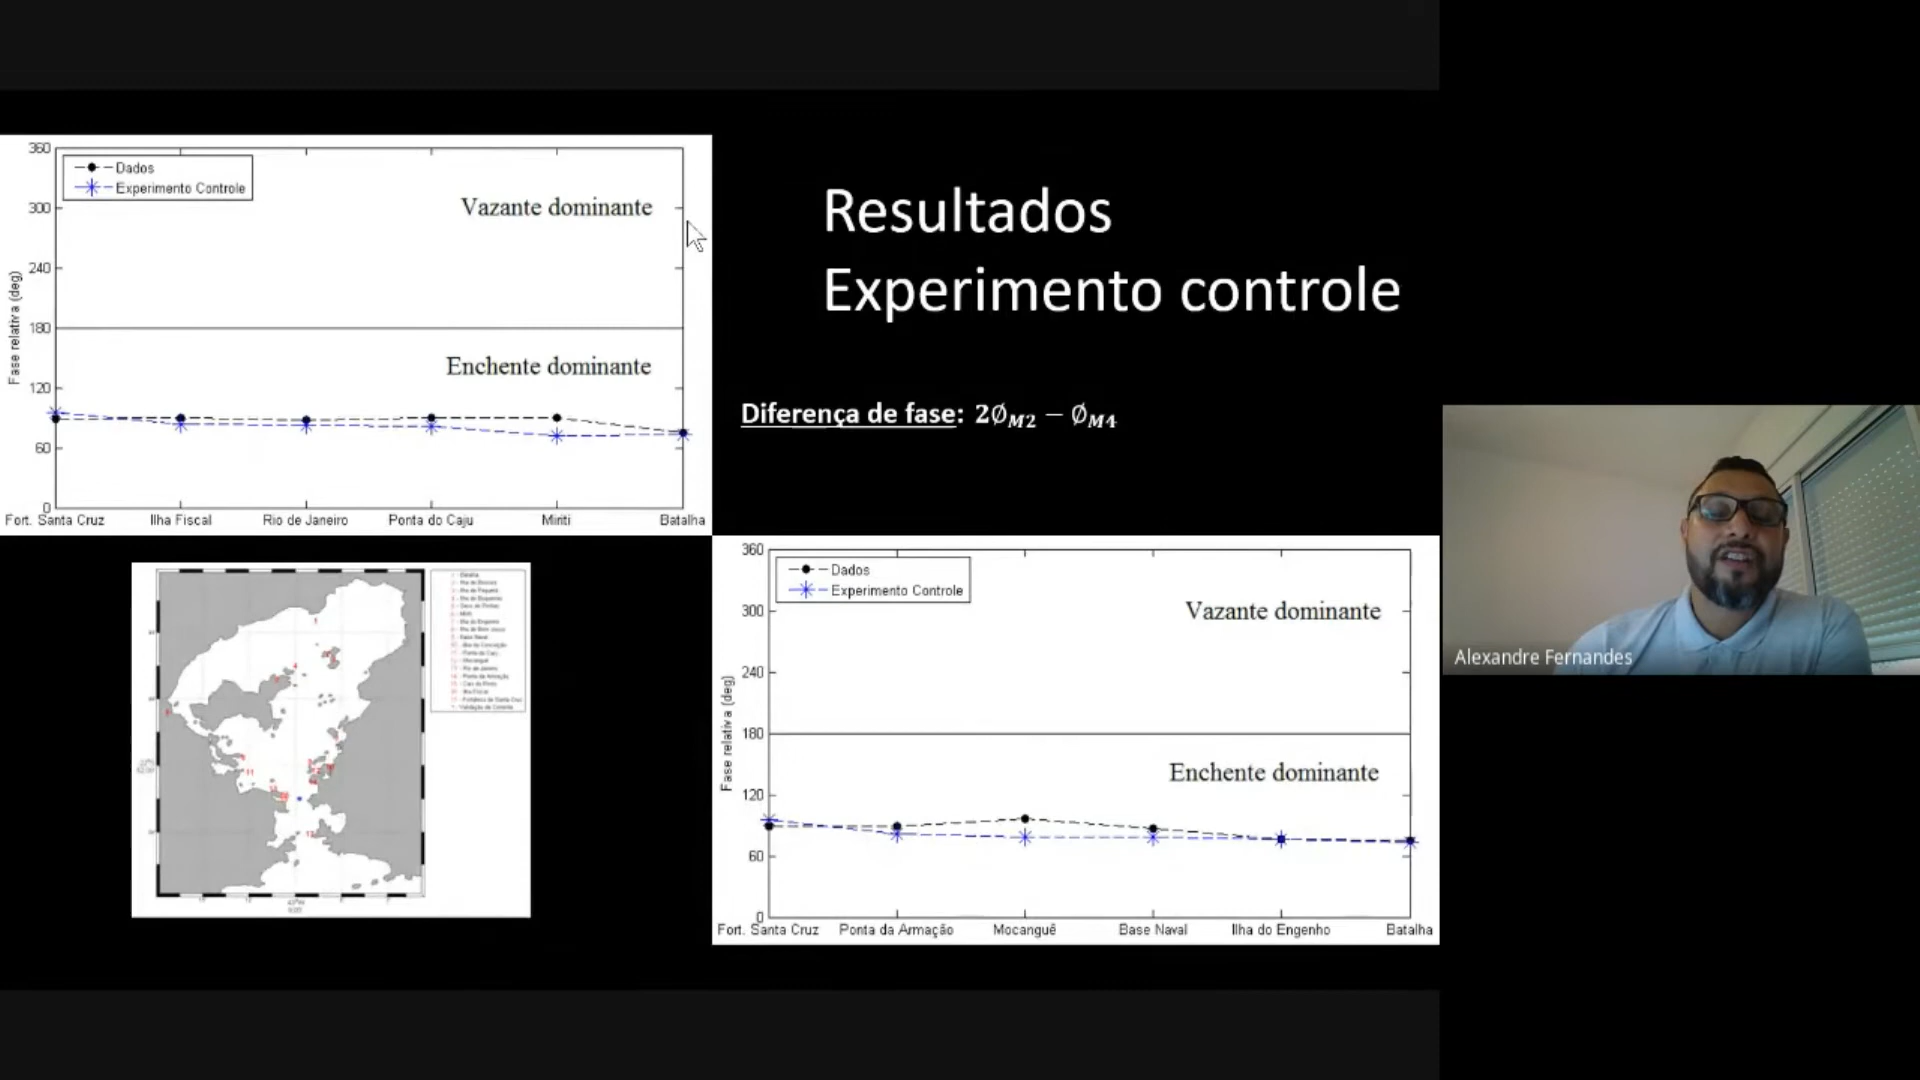 360
Dados
Experimento Controle
300
Vazante dominante
240
180
Enchente dominante
120
60
0
Fase relativa (deg)
Fort. Santa Cruz
Ilha Fiscal
Rio de Janeiro
Ponta do Caju
Miriti
Batalha
Resultados
Experimento controle
Diferença de fase: 2∅M2 − ∅M4
Alexandre Fernandes
360
Dados
Experimento Controle
300
Vazante dominante
240
180
Enchente dominante
120
60
0
Fase relativa (deg)
Fort. Santa Cruz
Ponta da Armação
Mocanguê
Base Naval
Ilha do Engenho
Batalha